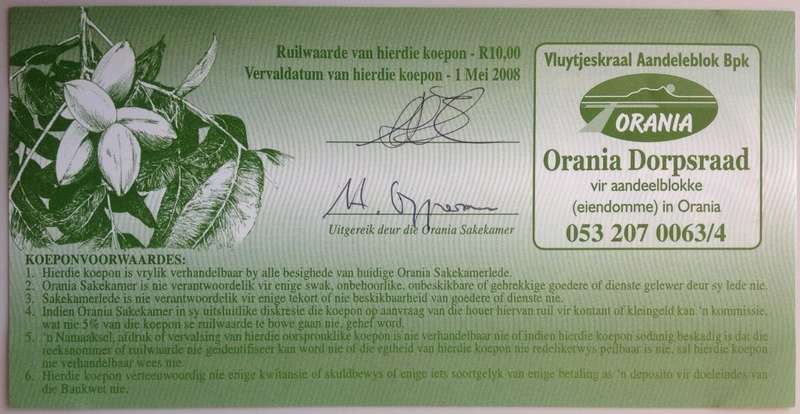 Ruilwaarde van hierdie koepon - R10,00
Vervaldatum van hierdie koepon - 1 Mei 2008
Uitgereik deur die Orania Sakekamer
Vluytjeskraal Aandeleblok Bpk
ORANIA
Orania Dorpsraad
vir aandeelblokke
(eiendomme) in Orania
053 207 0063/4
KOEPONVOORWAARDES:
1. Hierdie koepon is vrylik verhandelbaar by alle besighede van huidige Orania Sakekamerlede.
2. Orania Sakekamer is nie verantwoordelik vir enige swak, onbehoorlike, onbeskikbare of gebrekkige goedere of dienste gelewer deur sy lede nie.
3. Sakekamerlede is nie verantwoordelik vir enige tekort of nie beskikbaarheid van goedere of dienste nie.
4. Indien Orania Sakekamer in sy uitsluitlike diskresie die koepon op aanvraag van die houer hiervan ruil vir kontant of kleingeld kan 'n kommissie,
wat nie 5% van die koepon se ruilwaarde te bowe gaan nie, gehef word.
5. 'n Namaaksel, afdruk of vervalsing van hierdie oorspronklike koepon is nie verhandelbaar nie of indien hierdie koepon sodanig beskadig is dat die
reeksnommer of ruilwaarde nie geïdentifiseer kan word nie of die egtheid van hierdie koepon nie redelikerwys peilbaar is nie, sal hierdie koepon
nie verhandelbaar wees nie.
6. Hierdie koepon verteenwoordig nie enige kwitansie of skuldbewys of enige iets soortgelyk van enige betaling as 'n deposito vir doeleindes van
die Bankwet nie.